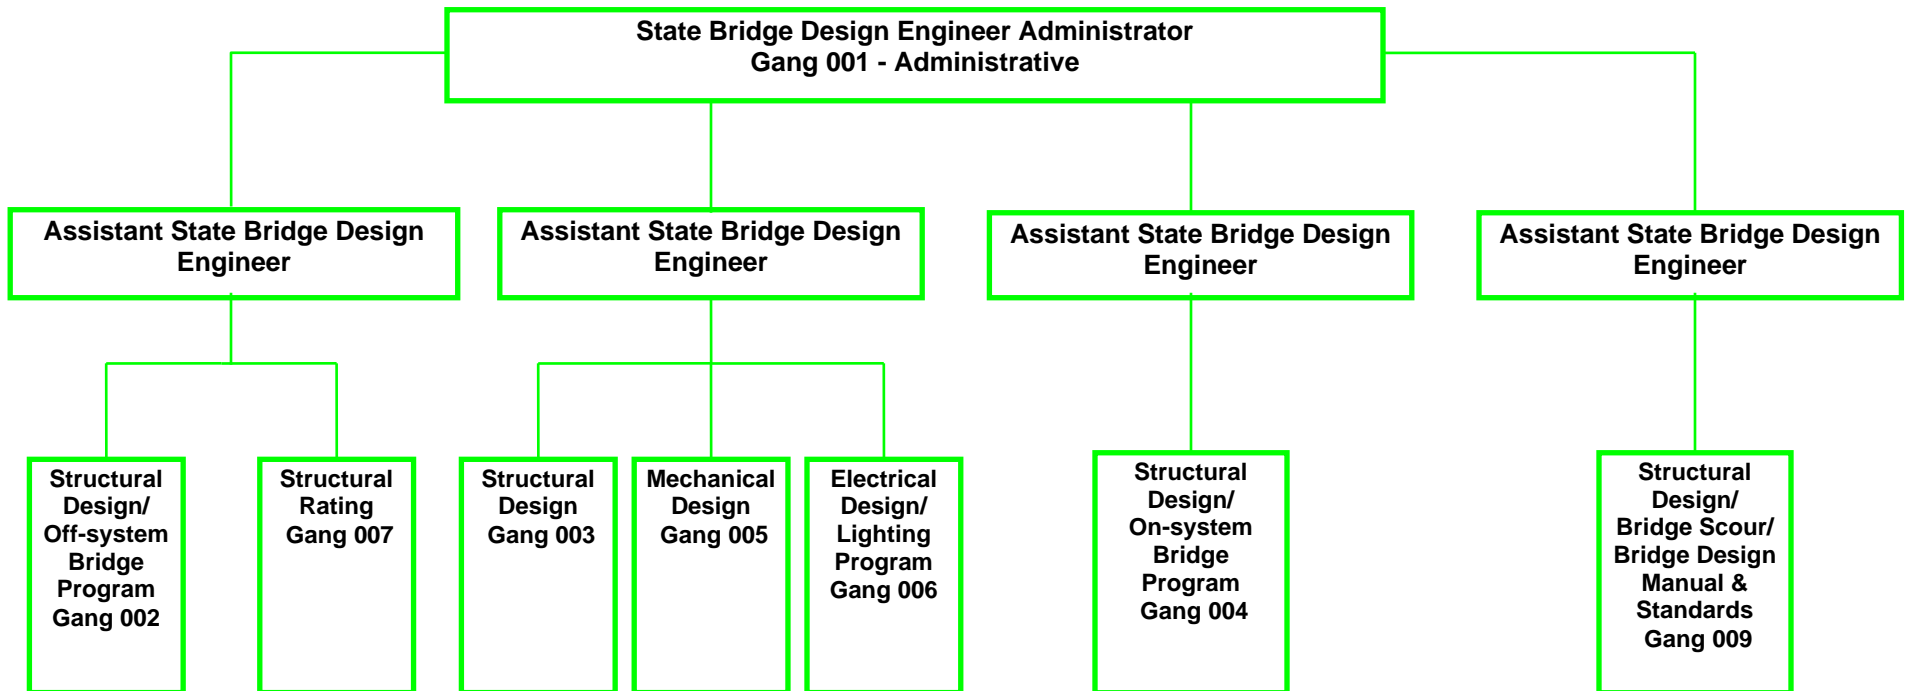 State Bridge Design Engineer Administrator
Gang 001 - Administrative
Assistant State Bridge Design
Engineer
Assistant State Bridge Design
Engineer
Assistant State Bridge Design
Engineer
Assistant State Bridge Design
Engineer
Structural
Design/
Off-system
Bridge
Program
Gang 002
Structural
Rating
Gang 007
Structural
Design
Gang 003
Mechanical
Design
Gang 005
Electrical
Design/
Lighting
Program
Gang 006
Structural
Design/
On-system
Bridge
Program
Gang 004
Structural
Design/
Bridge Scour/
Bridge Design
Manual &
Standards
Gang 009